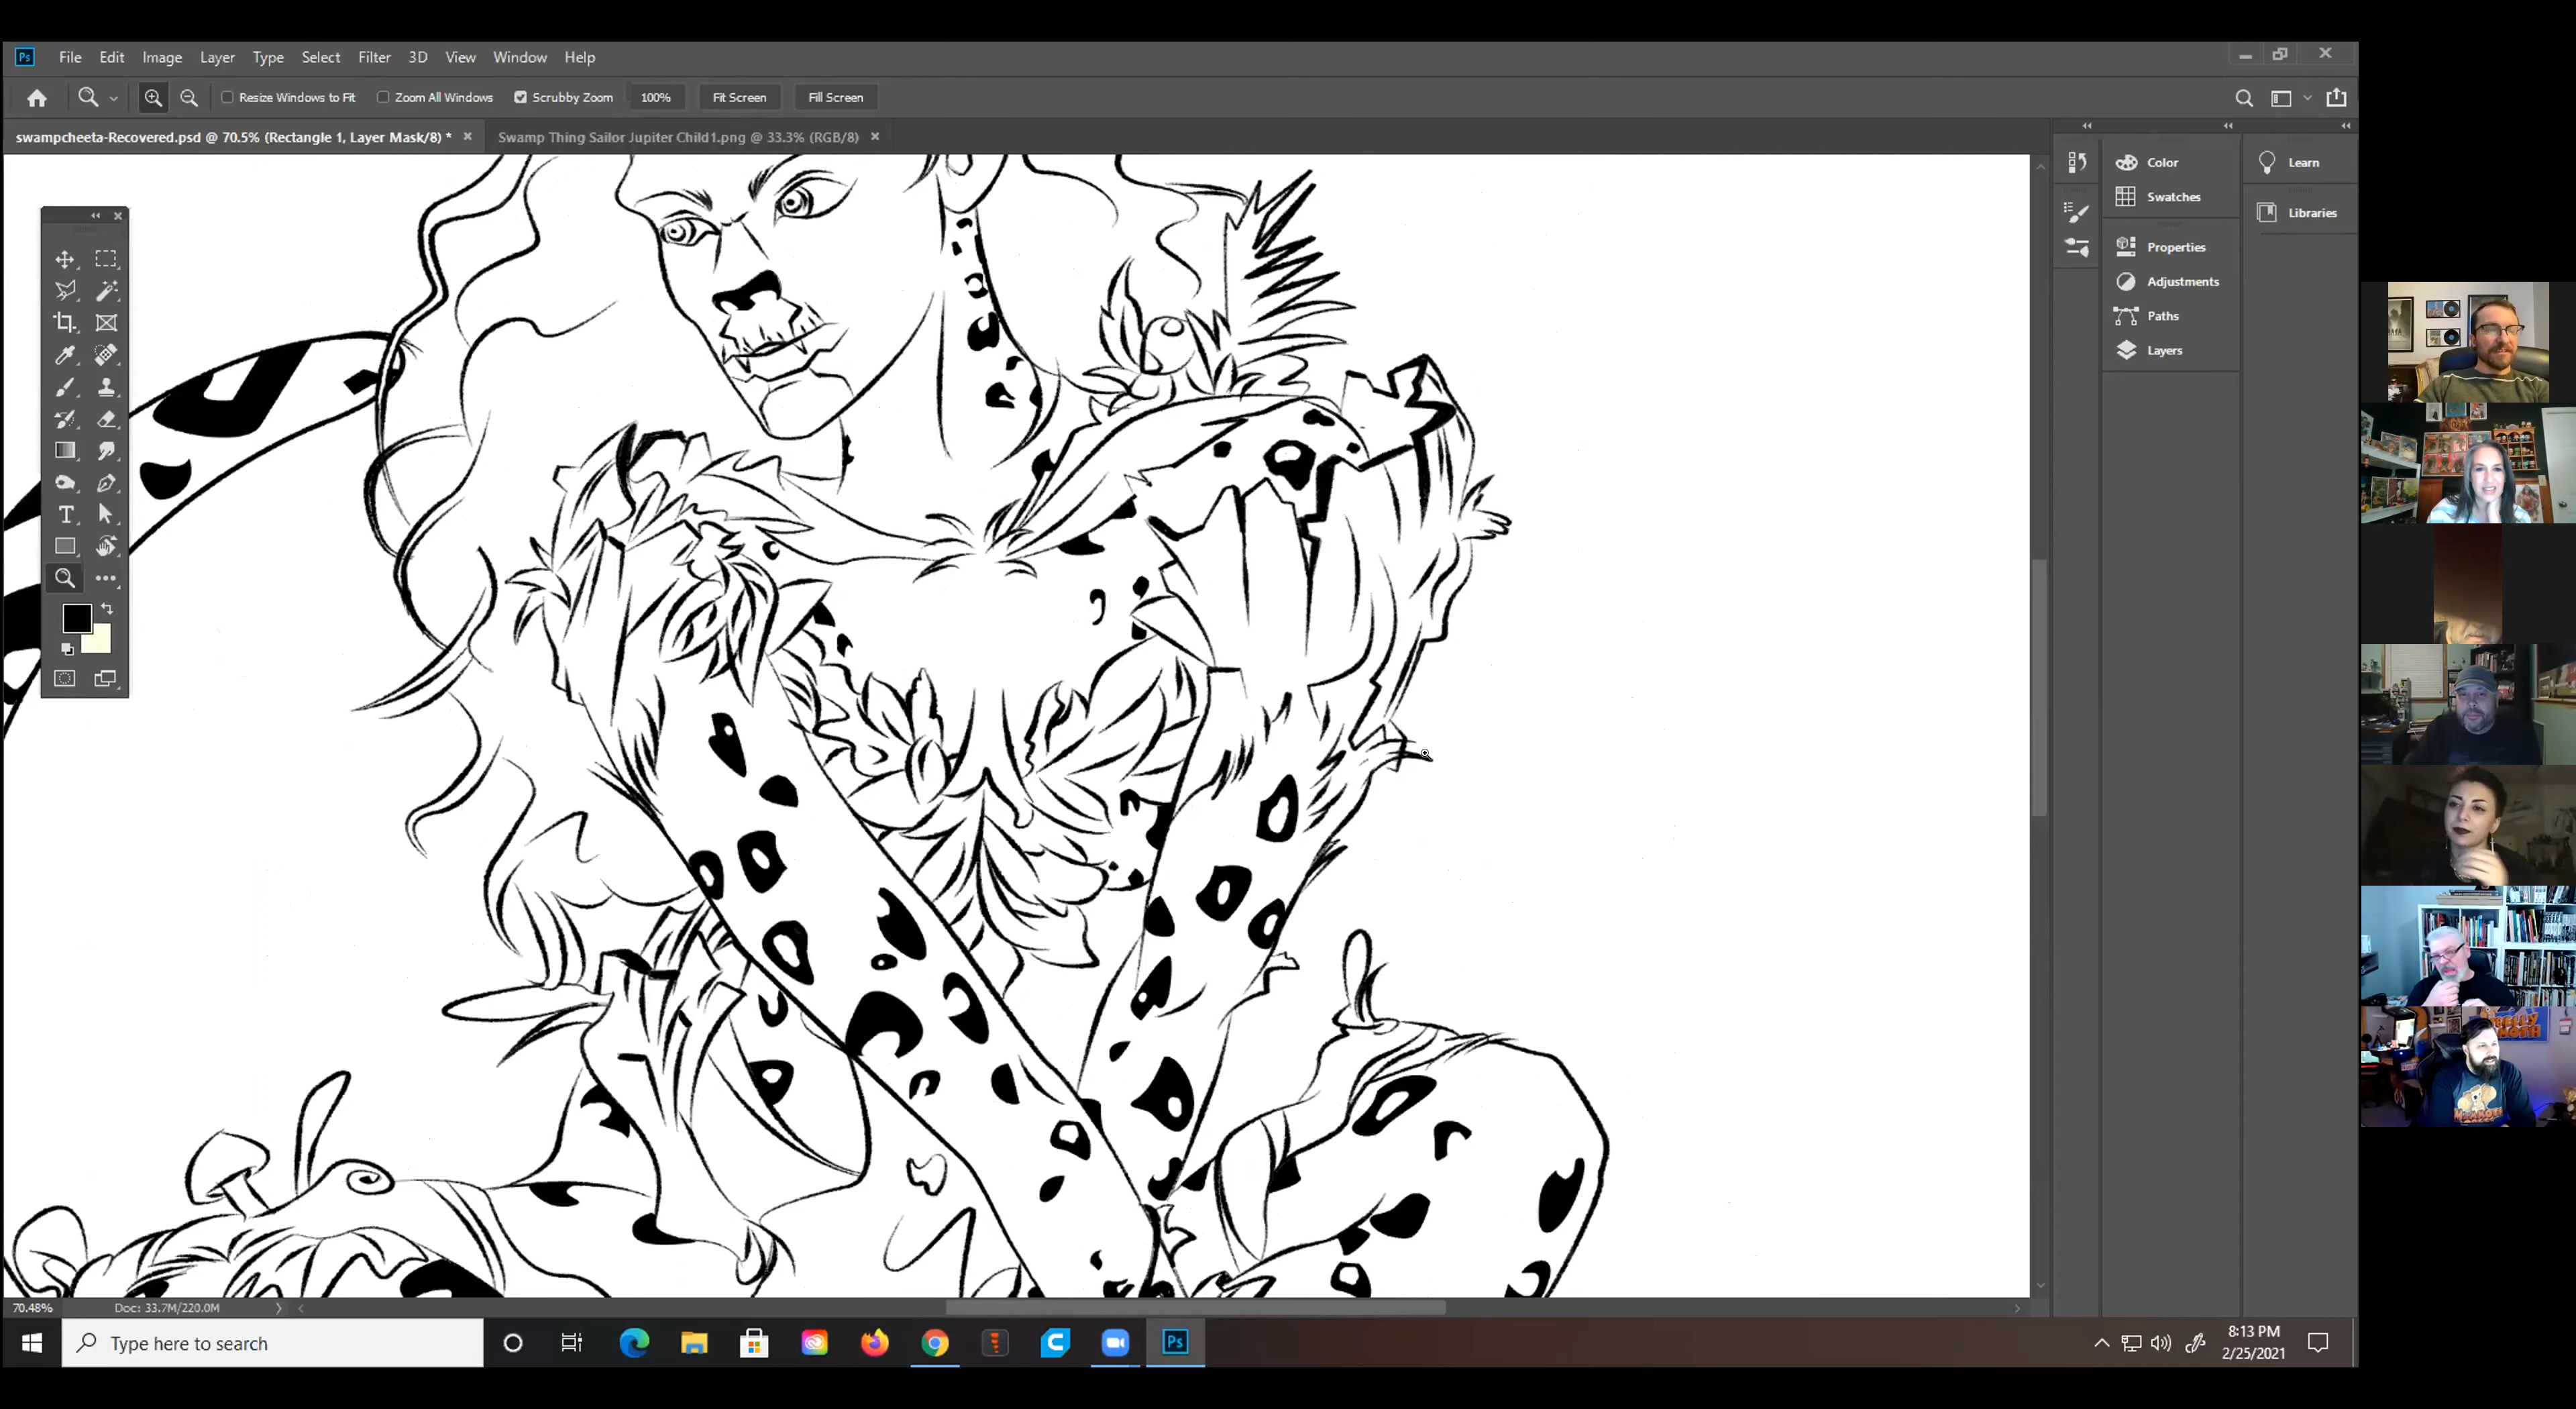 Ps File Edit Image Layer Type Select Filter 3D View Window Help
Resize Windows to Fit Zoom All Windows Scrubby Zoom 100% Fit Screen Fill Screen
swampcheeta-Recovered.psd @ 70.5% (Rectangle 1, Layer Mask/8) * Swamp Thing Sailor Jupiter Child1.png @ 33.3% (RGB/8)
Color
Swatches
Properties
Adjustments
Paths
Layers
Learn
Libraries
T
70.48% Doc: 33.7M/220.0M
Type here to search
Ps
8:13 PM
2/25/2021